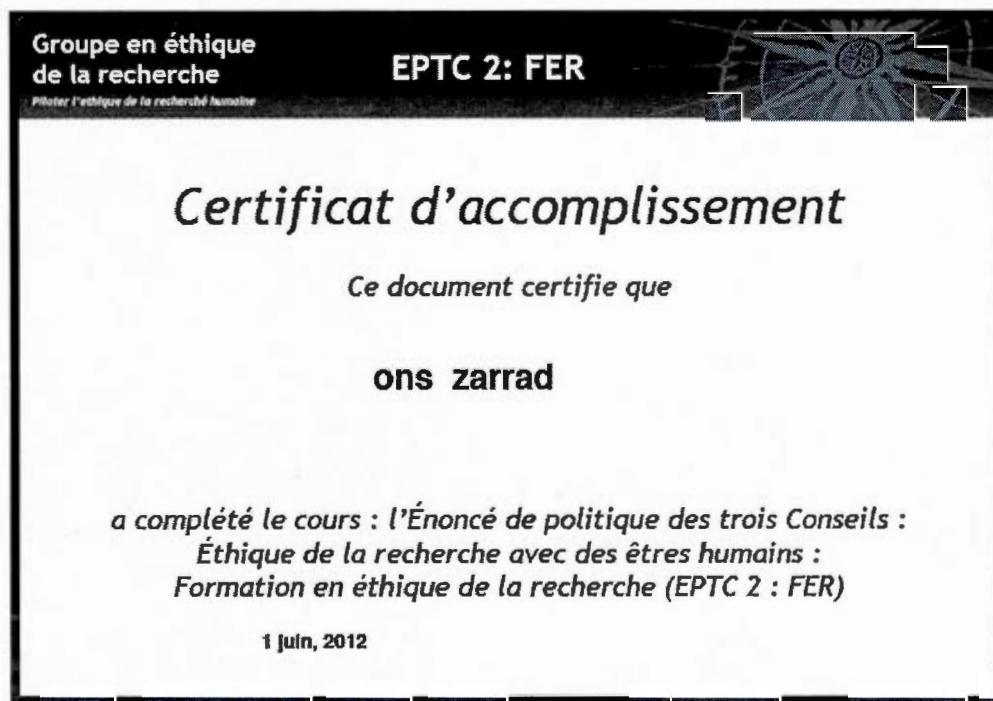 Groupe en éthique
de la recherche
Piloter l'éthique de la recherche humaine
EPTC 2: FER
Certificat d'accomplissement
Ce document certifie que
ons zarrad
a complété le cours : l'Énoncé de politique des trois Conseils :
Éthique de la recherche avec des êtres humains :
Formation en éthique de la recherche (EPTC 2 : FER)
1 juin, 2012